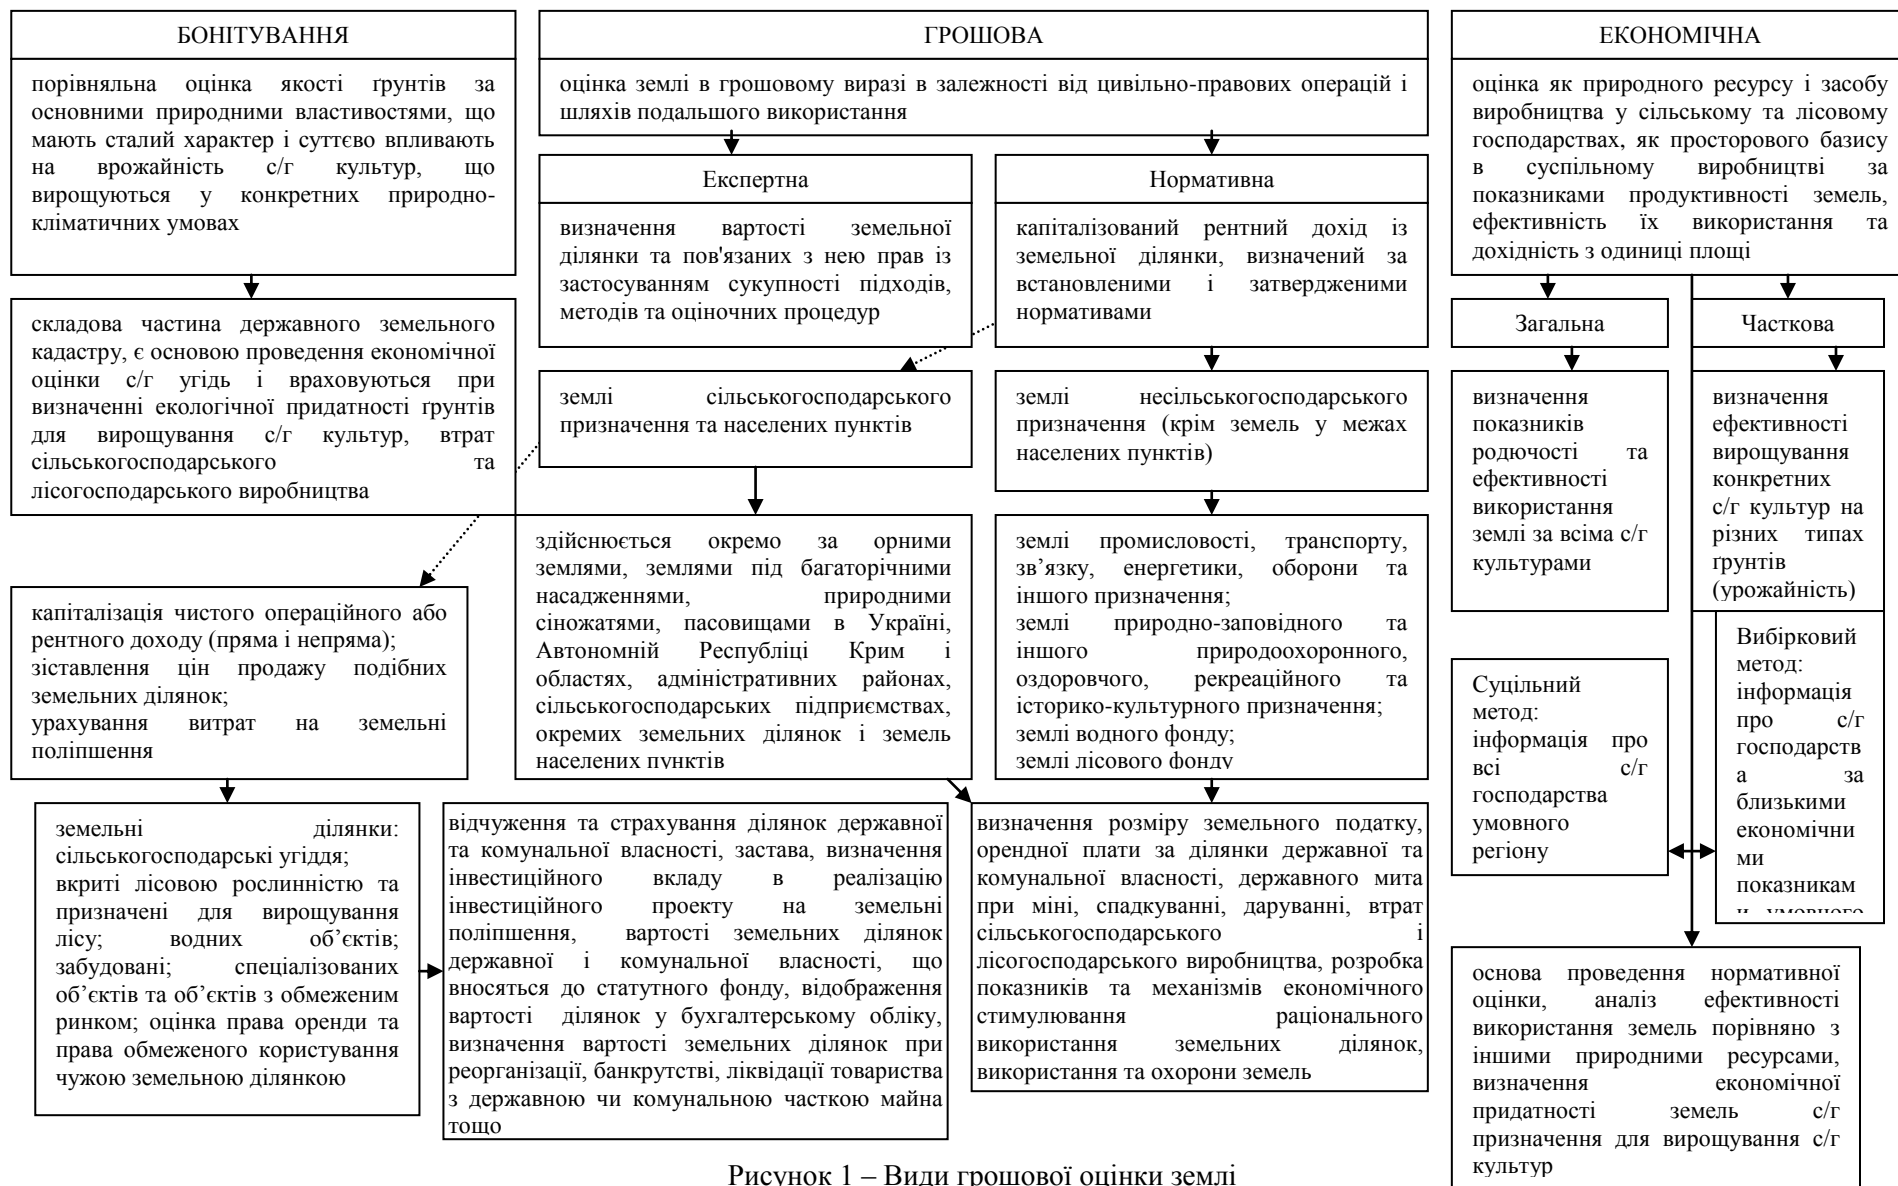 БОНІТУВАННЯ
порівняльна оцінка якості ґрунтів за
основними природними властивостями, що
мають сталий характер і суттєво впливають
на врожайність с/г культур, що
вирощуються у конкретних природно-
кліматичних умовах
складова частина державного земельного
кадастру, є основою проведення економічної
оцінки с/г угідь і враховуються при
визначенні екологічної придатності ґрунтів
для вирощування с/г культур, втрат
сільськогосподарського та
лісогосподарського виробництва
ГРОШОВА
оцінка землі в грошовому виразі в залежності від цивільно-правових операцій і
шляхів подальшого використання
Експертна
визначення вартості земельної
ділянки та пов'язаних з нею прав із
застосуванням сукупності підходів,
методів та оціночних процедур
Нормативна
капіталізований рентний дохід із
земельної ділянки, визначений за
встановленими і затвердженими
нормативами
землі сільськогосподарського
призначення та населених пунктів
землі несільськогосподарського
призначення (крім земель у межах
населених пунктів)
капіталізація чистого операційного або
рентного доходу (пряма і непряма);
зіставлення цін продажу подібних
земельних ділянок;
урахування витрат на земельні
поліпшення
здійснюється окремо за орними
землями, землями під багаторічними
насадженнями, природними
сіножатями, пасовищами в Україні,
Автономній Республіці Крим і
областях, адміністративних районах,
сільськогосподарських підприємствах,
окремих земельних ділянок і земель
населених пунктів
землі промисловості, транспорту,
зв’язку, енергетики, оборони та
іншого призначення;
землі природно-заповідного та
іншого природоохоронного,
оздоровчого, рекреаційного та
історико-культурного призначення;
землі водного фонду;
землі лісового фонду
земельні ділянки:
сільськогосподарські угіддя;
вкриті лісовою рослинністю та
призначені для вирощування
лісу; водних об’єктів;
забудовані; спеціалізованих
об’єктів та об’єктів з обмеженим
ринком; оцінка права оренди та
права обмеженого користування
чужою земельною ділянкою
відчуження та страхування ділянок державної
та комунальної власності, застава, визначення
інвестиційного вкладу в реалізацію
інвестиційного проекту на земельні
поліпшення, вартості земельних ділянок
державної і комунальної власності, що
вносяться до статутного фонду, відображення
вартості ділянок у бухгалтерському обліку,
визначення вартості земельних ділянок при
реорганізації, банкрутстві, ліквідації товариства
з державною чи комунальною часткою майна
тощо
визначення розміру земельного податку,
орендної плати за ділянки державної та
комунальної власності, державного мита
при міні, спадкуванні, даруванні, втрат
сільськогосподарського і
лісогосподарського виробництва, розробка
показників та механізмів економічного
стимулювання раціонального
використання земельних ділянок,
використання та охорони земель
ЕКОНОМІЧНА
оцінка як природного ресурсу і засобу
виробництва у сільському та лісовому
господарствах, як просторового базису
в суспільному виробництві за
показниками продуктивності земель,
ефективність їх використання та
дохідність з одиниці площі
Загальна
визначення
показників
родючості та
ефективності
використання
землі за всіма с/г
культурами
Часткова
визначення
ефективності
вирощування
конкретних
с/г культур на
різних типах
ґрунтів
(урожайність)
Суцільний
метод:
інформація про
всі с/г
господарства
умовного
регіону
Вибірковий
метод:
інформація
про с/г
господарств
а за
близькими
економічни
ми
показникам
и умовного
основа проведення нормативної
оцінки, аналіз ефективності
використання земель порівняно з
іншими природними ресурсами,
визначення економічної
придатності земель с/г
призначення для вирощування с/г
культур
Рисунок 1 – Види грошової оцінки землі